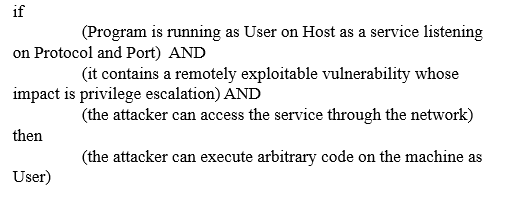 if
(Program is running as User on Host as a service listening
on Protocol and Port)  AND
(it contains a remotely exploitable vulnerability whose
impact is privilege escalation) AND
(the attacker can access the service through the network)
then
(the attacker can execute arbitrary code on the machine as
User)